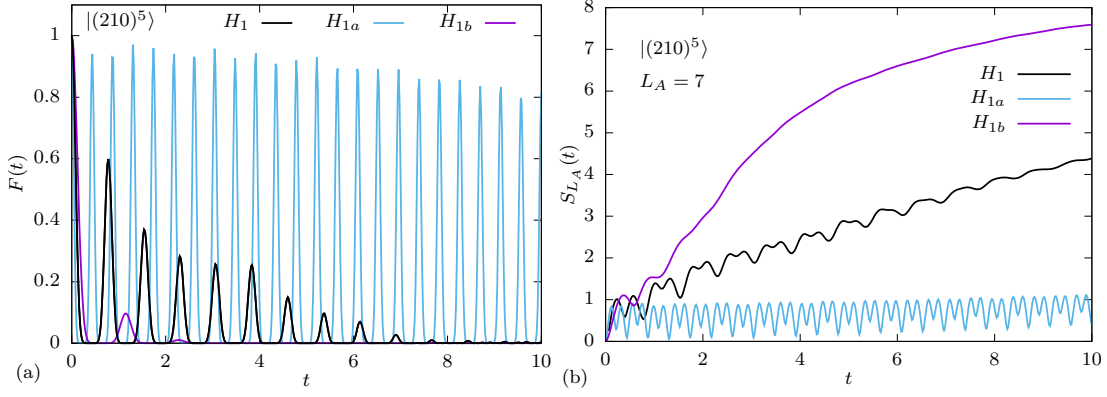 |(210)⁵⟩ H₁ H₁ₐ H₁b
1
0.8
0.6
0.4
0.2
0
F(t)
0 2 4 6 8 10
t
(a)
8
7
6
5
4
3
2
1
0
|(210)⁵⟩
L_A = 7
H₁
H₁ₐ
H₁b
S_{L_A}(t)
0 2 4 6 8 10
t
(b)